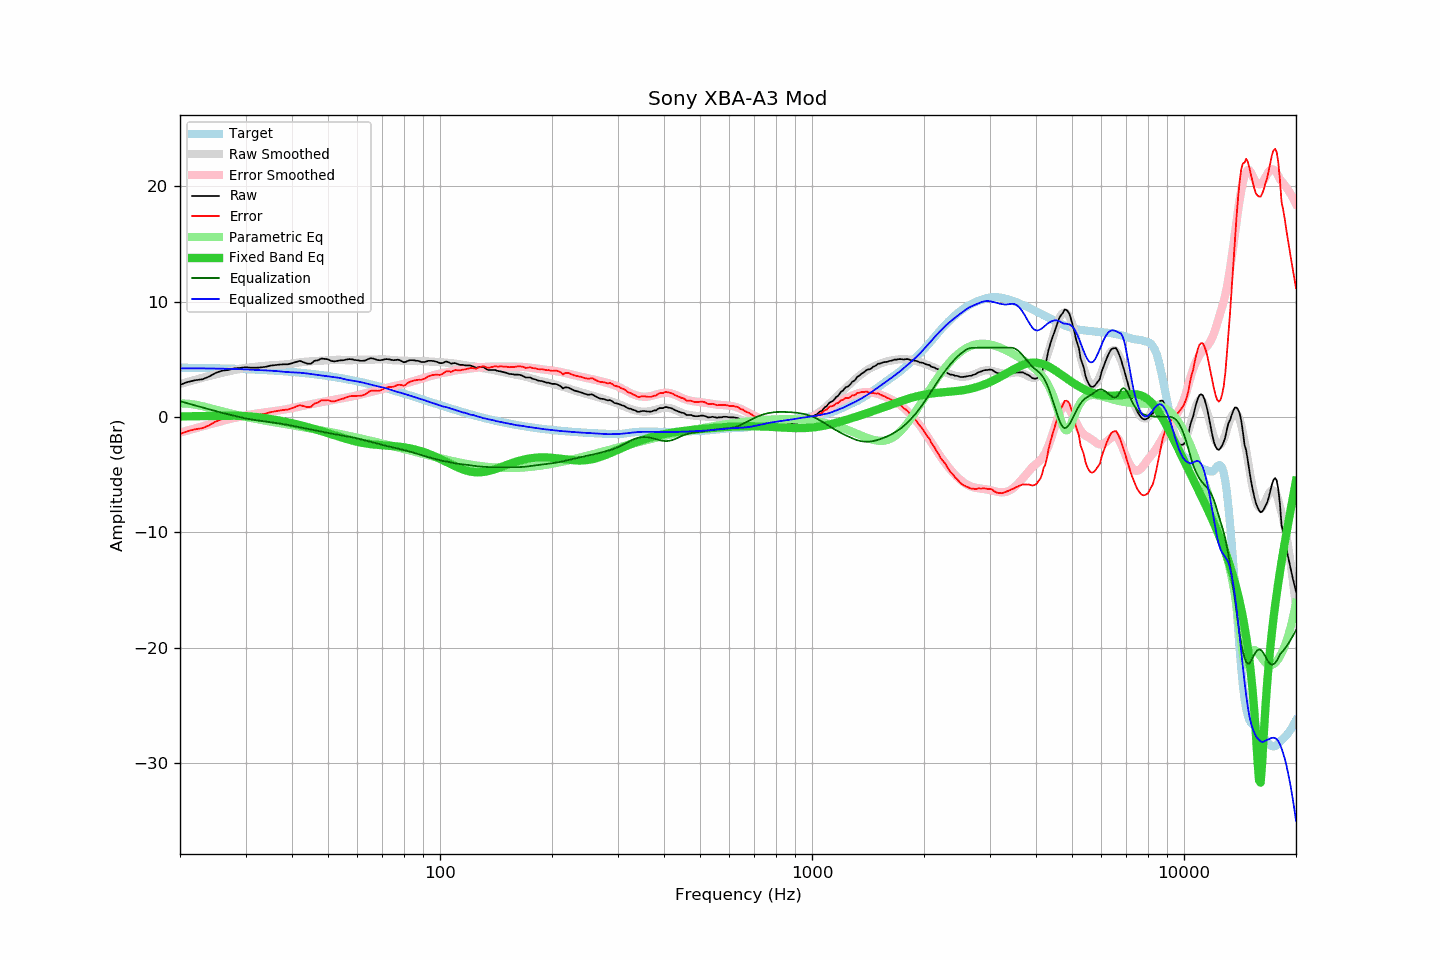 Sony XBA-A3 Mod
Target
Raw Smoothed
Error Smoothed
Raw
Error
Parametric Eq
Fixed Band Eq
Equalization
Equalized smoothed
20
10
0
−10
−20
−30
Amplitude (dBr)
100
1000
10000
Frequency (Hz)